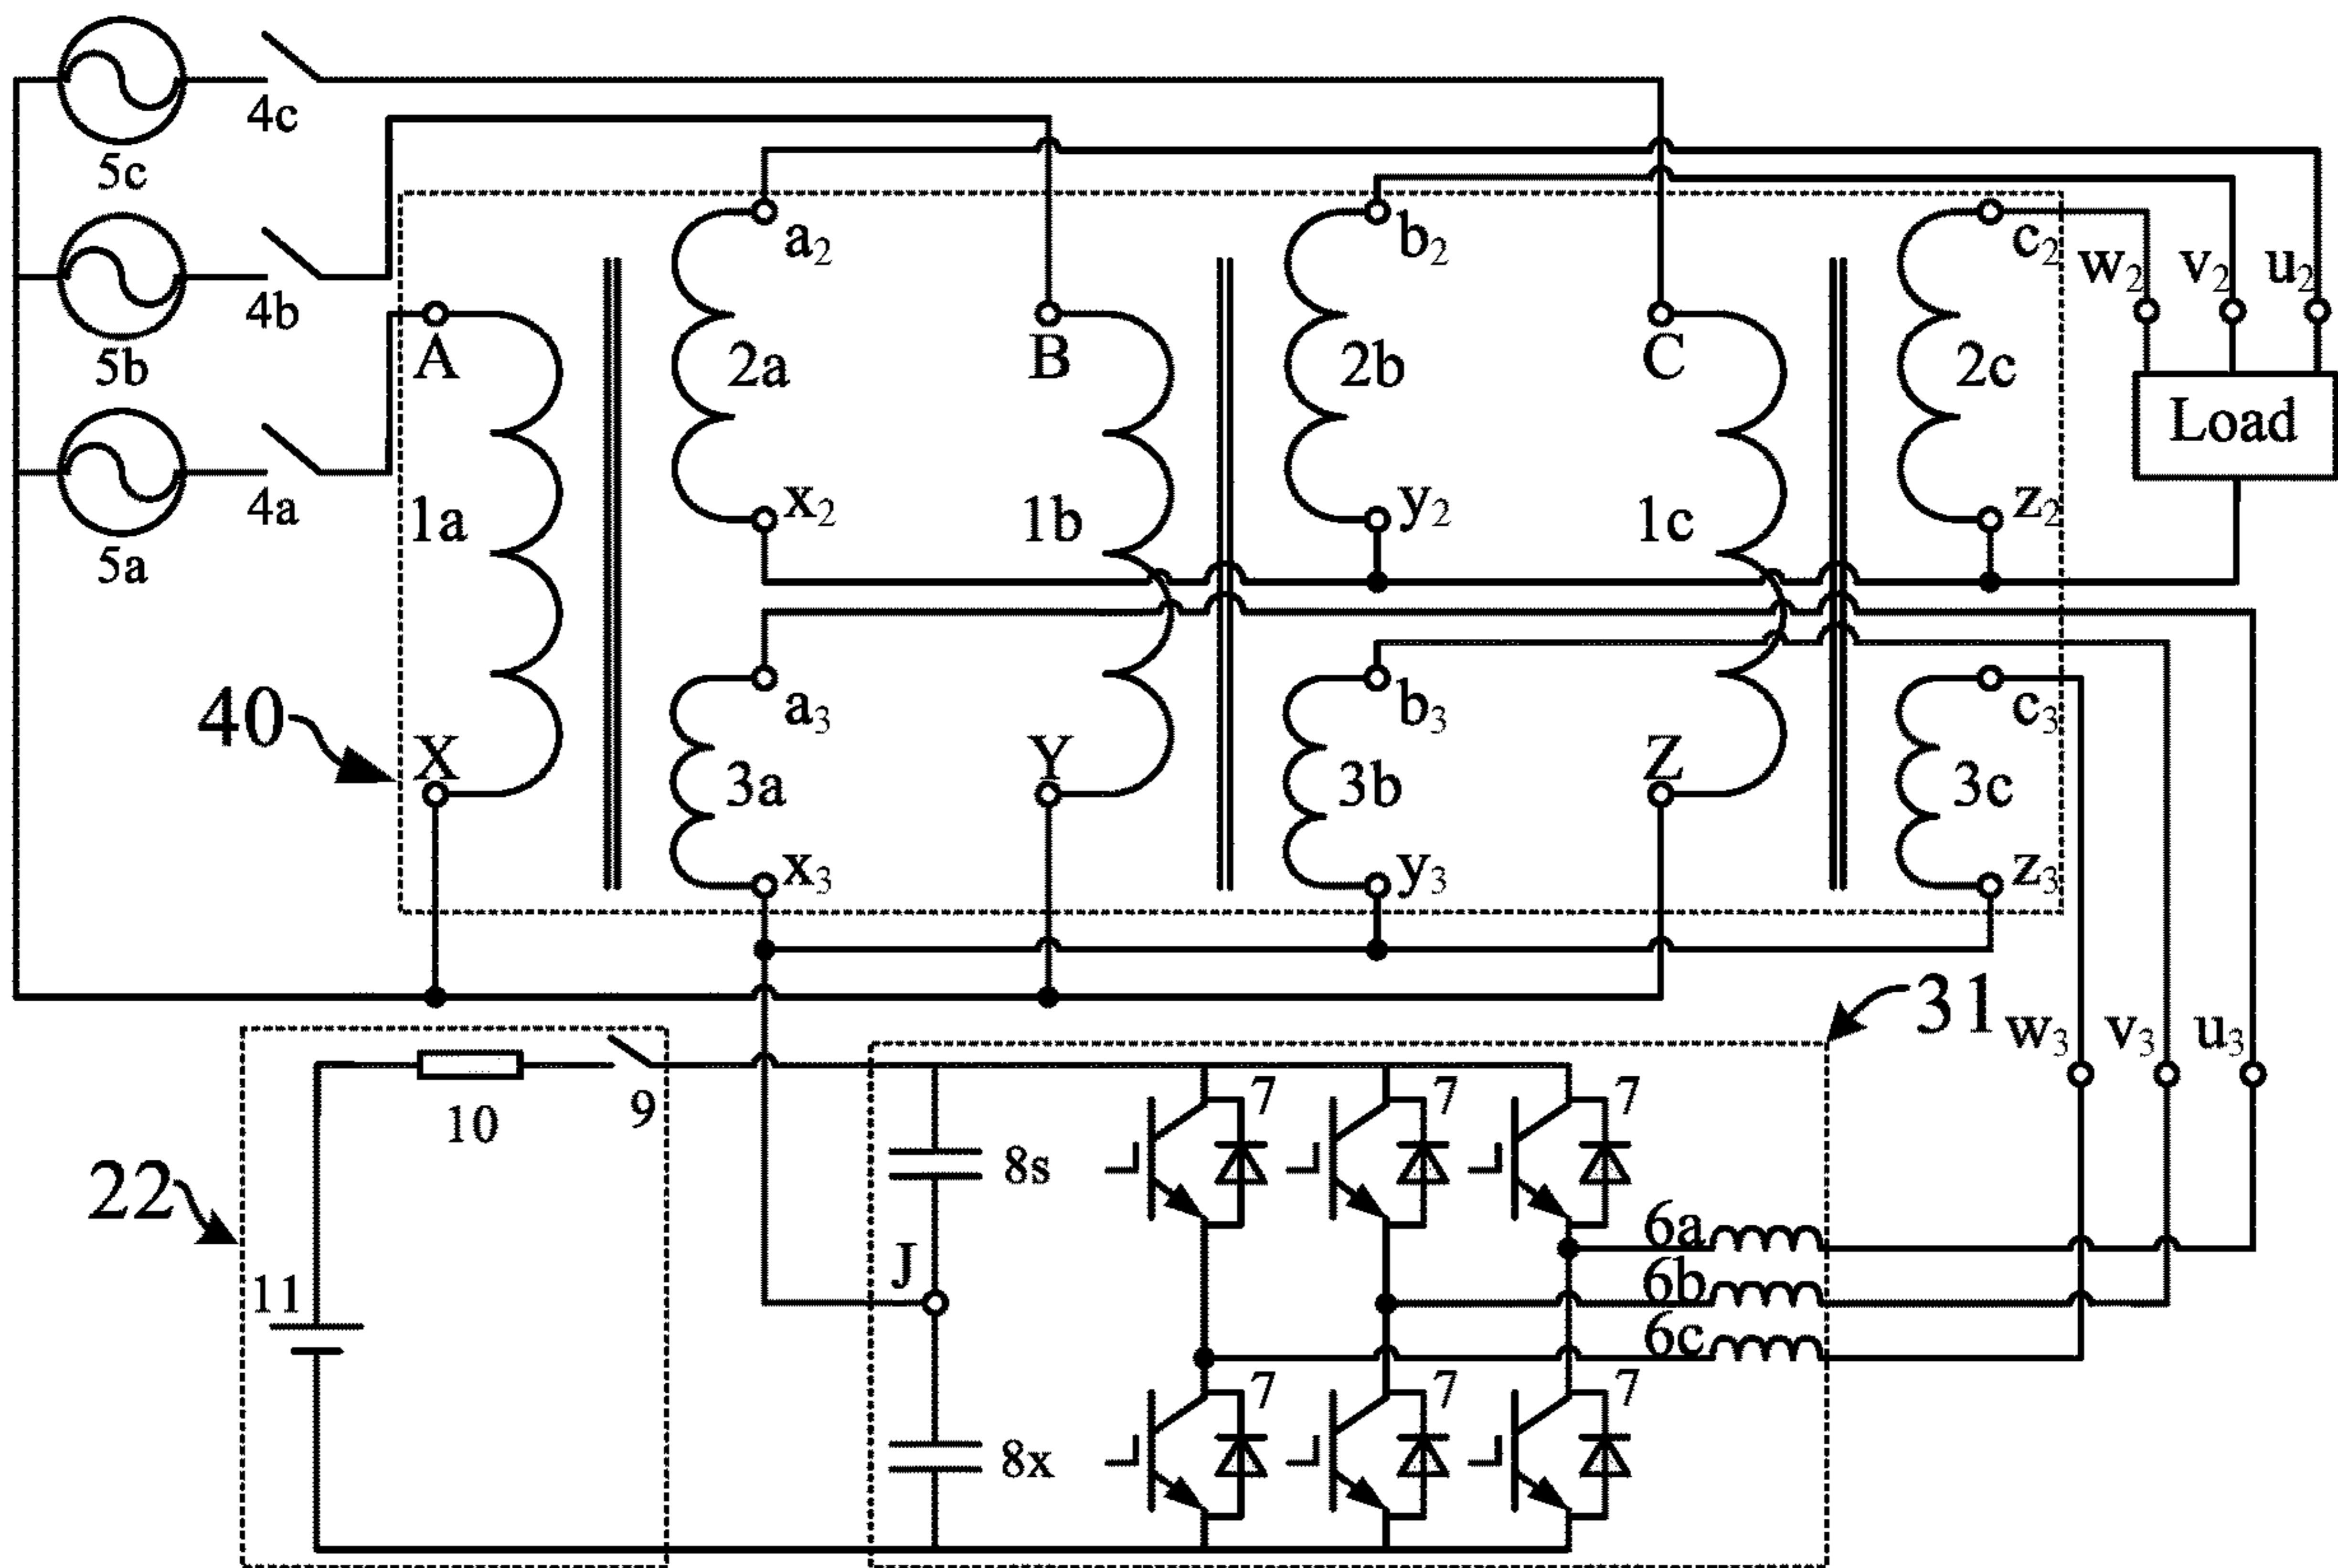 4c
5c
4b
5b
4a
5a
a₂
b₂
c₂
w₂
v₂
u₂
A
2a
B
2b
C
2c
Load
1a
x₂
1b
y₂
1c
z₂
40
X
a₃
3a
x₃
Y
b₃
3b
y₃
Z
c₃
3c
z₃
31
w₃
v₃
u₃
22
10
9
11
8s
J
8x
7
7
7
6a
6b
6c
7
7
7